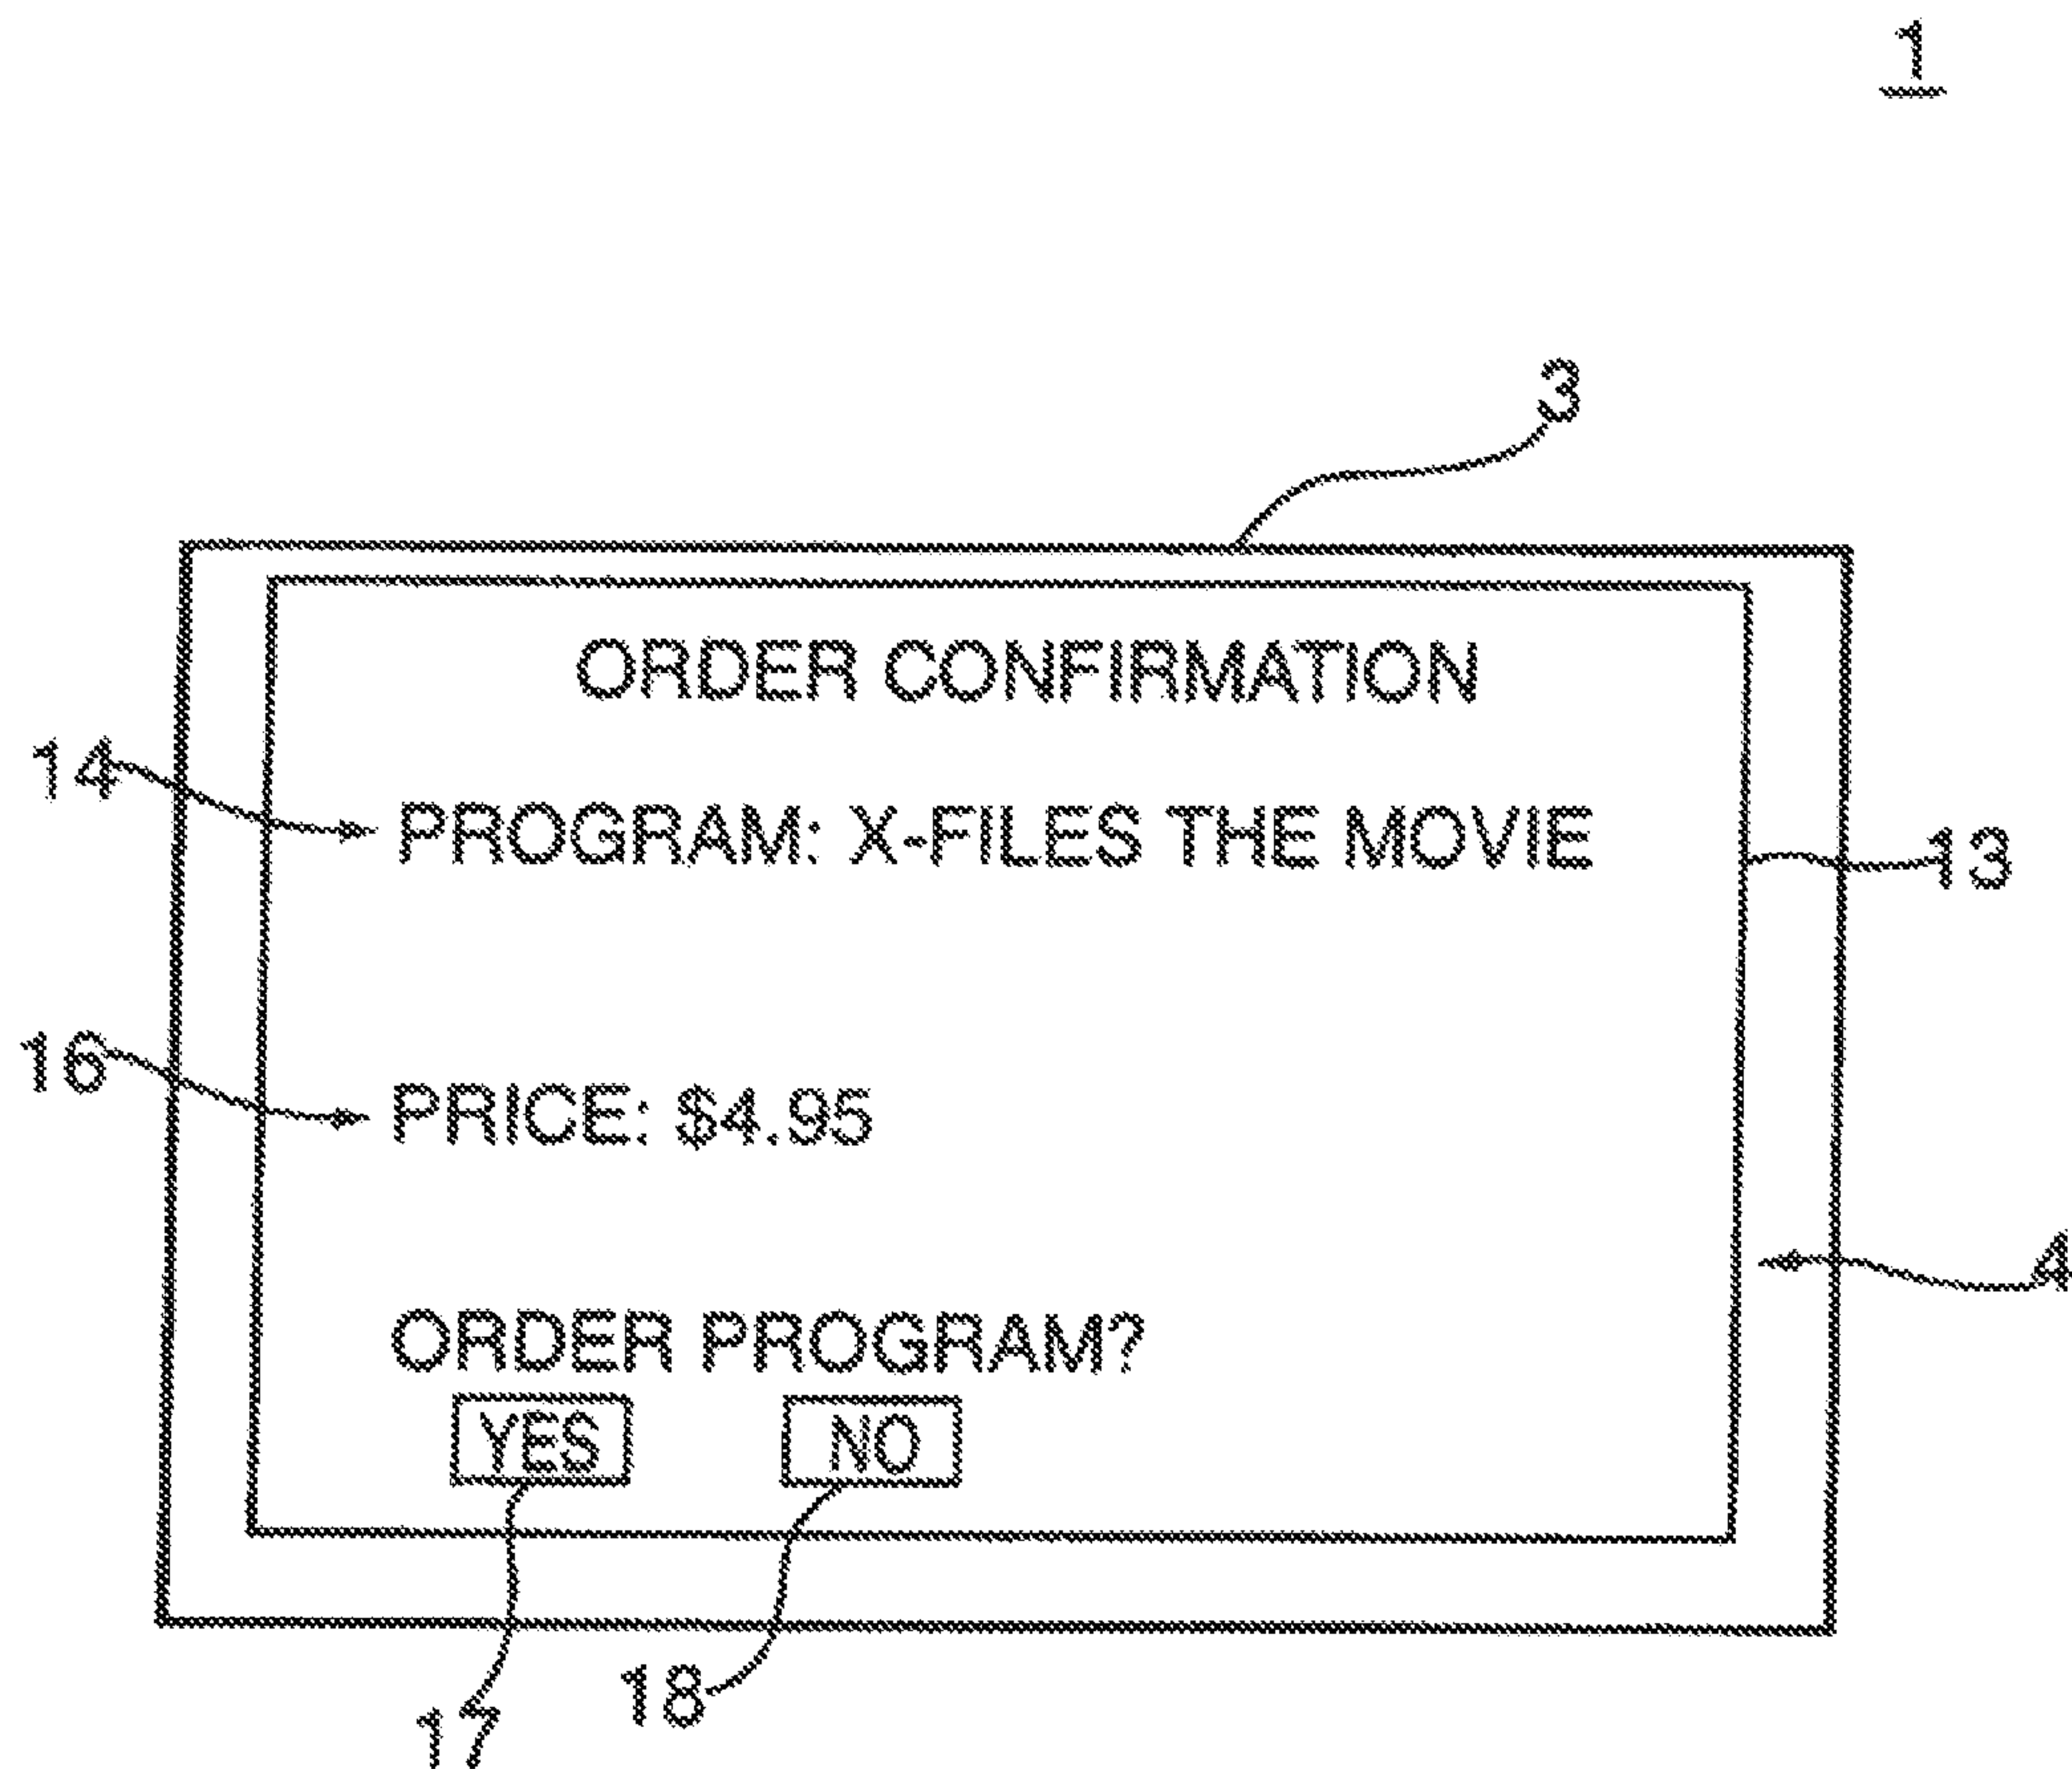 1
3
ORDER CONFIRMATION
14
PROGRAM: X-FILES THE MOVIE
13
16
PRICE: $4.95
4
ORDER PROGRAM?
YES NO
18
17